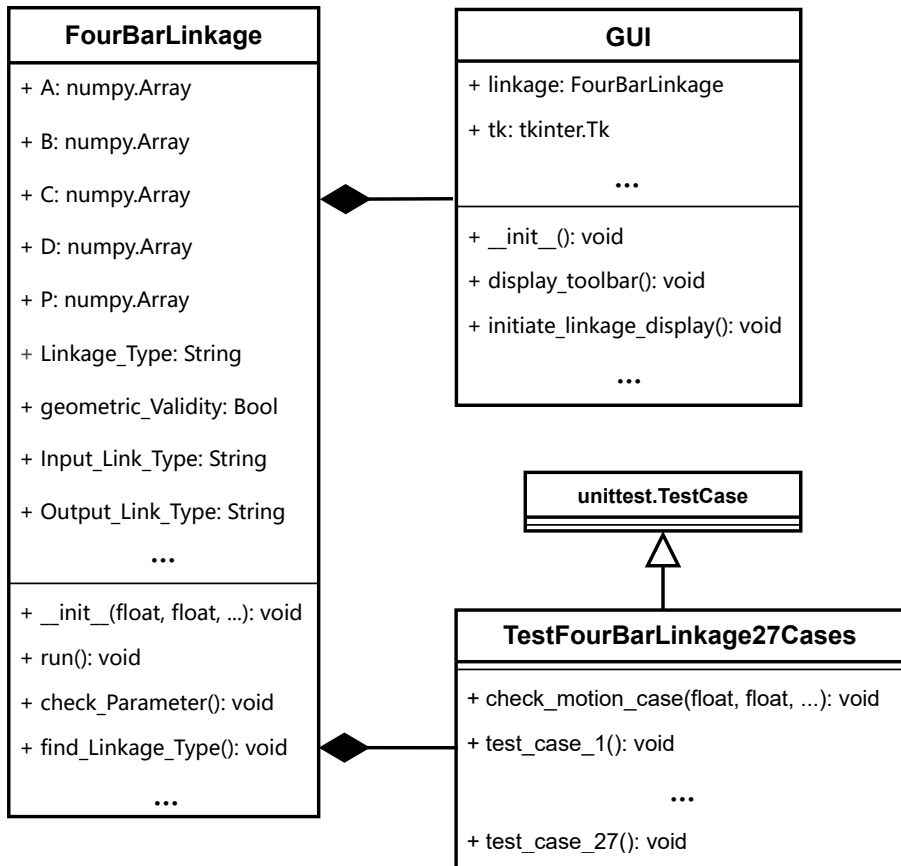 FourBarLinkage
+ A: numpy.Array
+ B: numpy.Array
+ C: numpy.Array
+ D: numpy.Array
+ P: numpy.Array
+ Linkage_Type: String
+ geometric_Validity: Bool
+ Input_Link_Type: String
+ Output_Link_Type: String
...
+ __init__(float, float, ...): void
+ run(): void
+ check_Parameter(): void
+ find_Linkage_Type(): void
...
GUI
+ linkage: FourBarLinkage
+ tk: tkinter.Tk
...
+ __init__(): void
+ display_toolbar(): void
+ initiate_linkage_display(): void
...
unittest.TestCase
TestFourBarLinkage27Cases
+ check_motion_case(float, float, ...): void
+ test_case_1(): void
...
+ test_case_27(): void